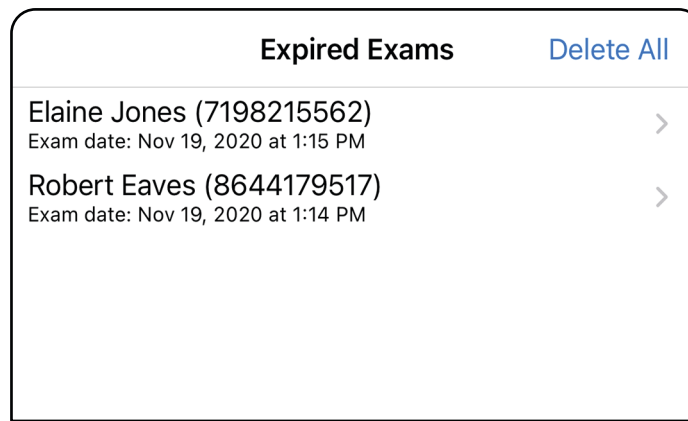 Expired Exams Delete All
Elaine Jones (7198215562)
Exam date: Nov 19, 2020 at 1:15 PM
Robert Eaves (8644179517)
Exam date: Nov 19, 2020 at 1:14 PM